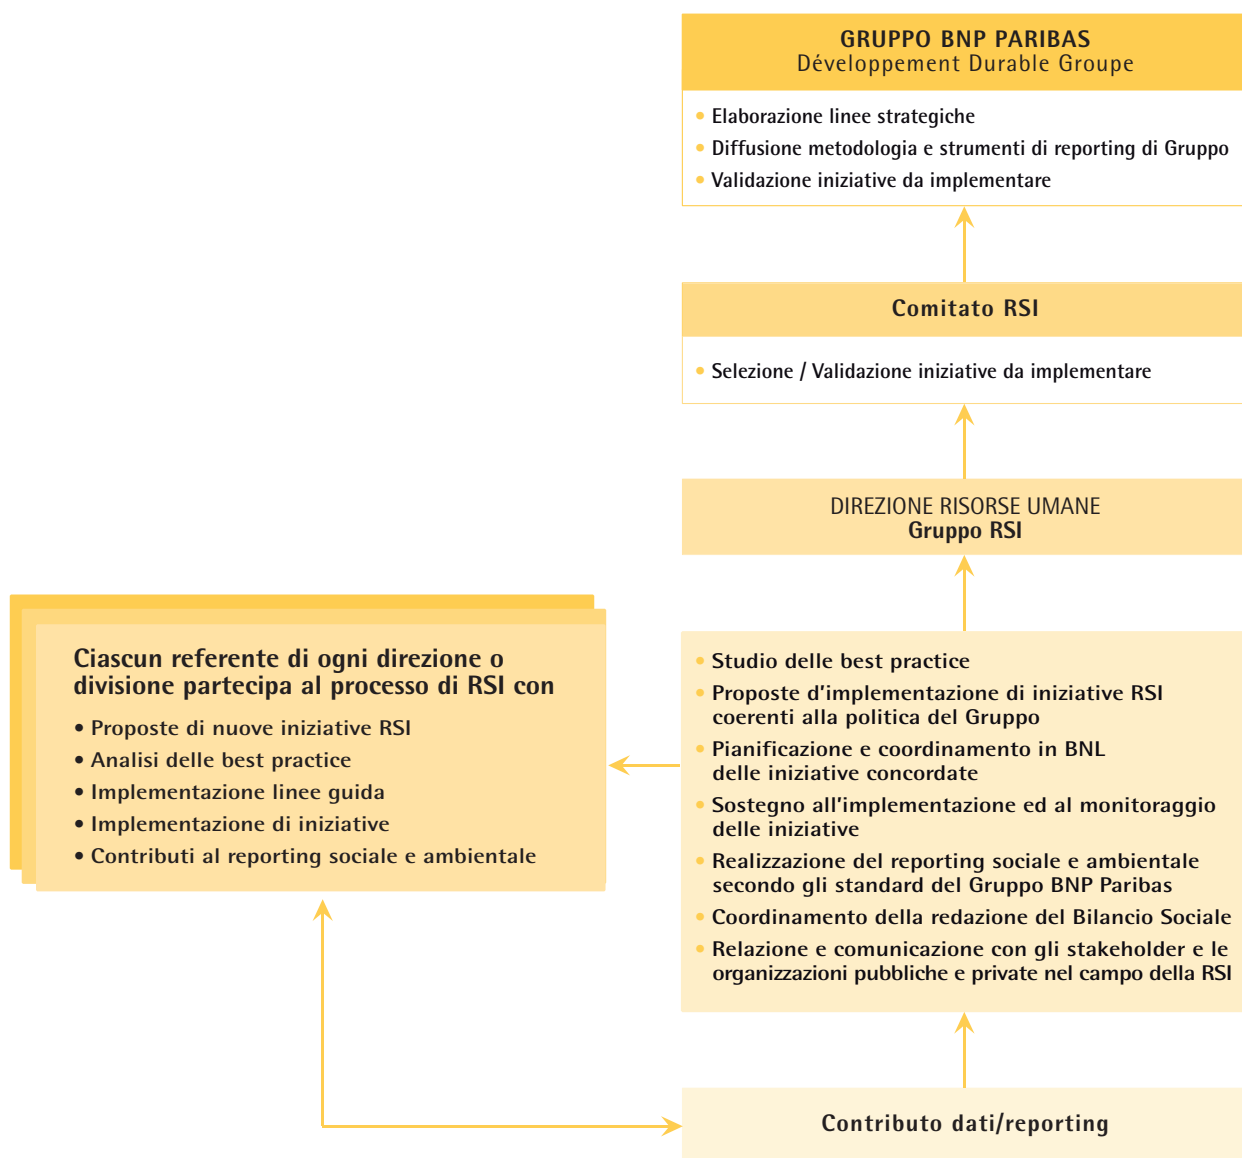 GRUPPO BNP PARIBAS
Développement Durable Groupe
• Elaborazione linee strategiche
• Diffusione metodologia e strumenti di reporting di Gruppo
• Validazione iniziative da implementare
Comitato RSI
• Selezione / Validazione iniziative da implementare
DIREZIONE RISORSE UMANE
Gruppo RSI
Ciascun referente di ogni direzione o
divisione partecipa al processo di RSI con
• Proposte di nuove iniziative RSI
• Analisi delle best practice
• Implementazione linee guida
• Implementazione di iniziative
• Contributi al reporting sociale e ambientale
• Studio delle best practice
• Proposte d'implementazione di iniziative RSI
coerenti alla politica del Gruppo
• Pianificazione e coordinamento in BNL
delle iniziative concordate
• Sostegno all'implementazione ed al monitoraggio
delle iniziative
• Realizzazione del reporting sociale e ambientale
secondo gli standard del Gruppo BNP Paribas
• Coordinamento della redazione del Bilancio Sociale
• Relazione e comunicazione con gli stakeholder e le
organizzazioni pubbliche e private nel campo della RSI
Contributo dati/reporting